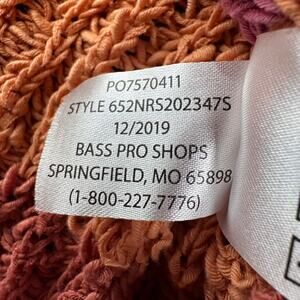 PO7570411
STYLE 652NRS202347S
12/2019
BASS PRO SHOPS
SPRINGFIELD, MO 65898
(1-800-227-7776)